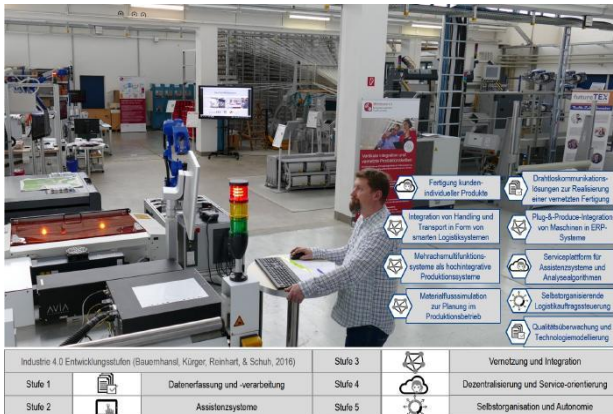 AVIA
futureTEX
Fertigung kunden-
individueller Produkte
Drahtloskommunikations-
lösungen zur Realisierung
einer vernetzten Fertigung
Integration von Handling und
Transport in Form von
smarten Logistiksystemen
Plug-&-Produce-Integration
von Maschinen in ERP-
Systeme
Mehrachsmultifunktions-
systeme als hochintegrative
Produktionssysteme
Serviceplattform für
Assistenzsysteme und
Analysealgorithmen
Materialflusssimulation
zur Planung im
Produktionsbetrieb
Selbstorganisierende
Logistikauftragssteuerung
Qualitätsüberwachung und
Technologiemodellierung
Industrie 4.0 Entwicklungsstufen (Bauernhansl, Kürger, Reinhart, & Schuh, 2016)
Stufe 3 Vernetzung und Integration
Stufe 1 Datenerfassung und -verarbeitung
Stufe 4 Dezentralisierung und Service-orientierung
Stufe 2 Assistenzsysteme
Stufe 5 Selbstorganisation und Autonomie